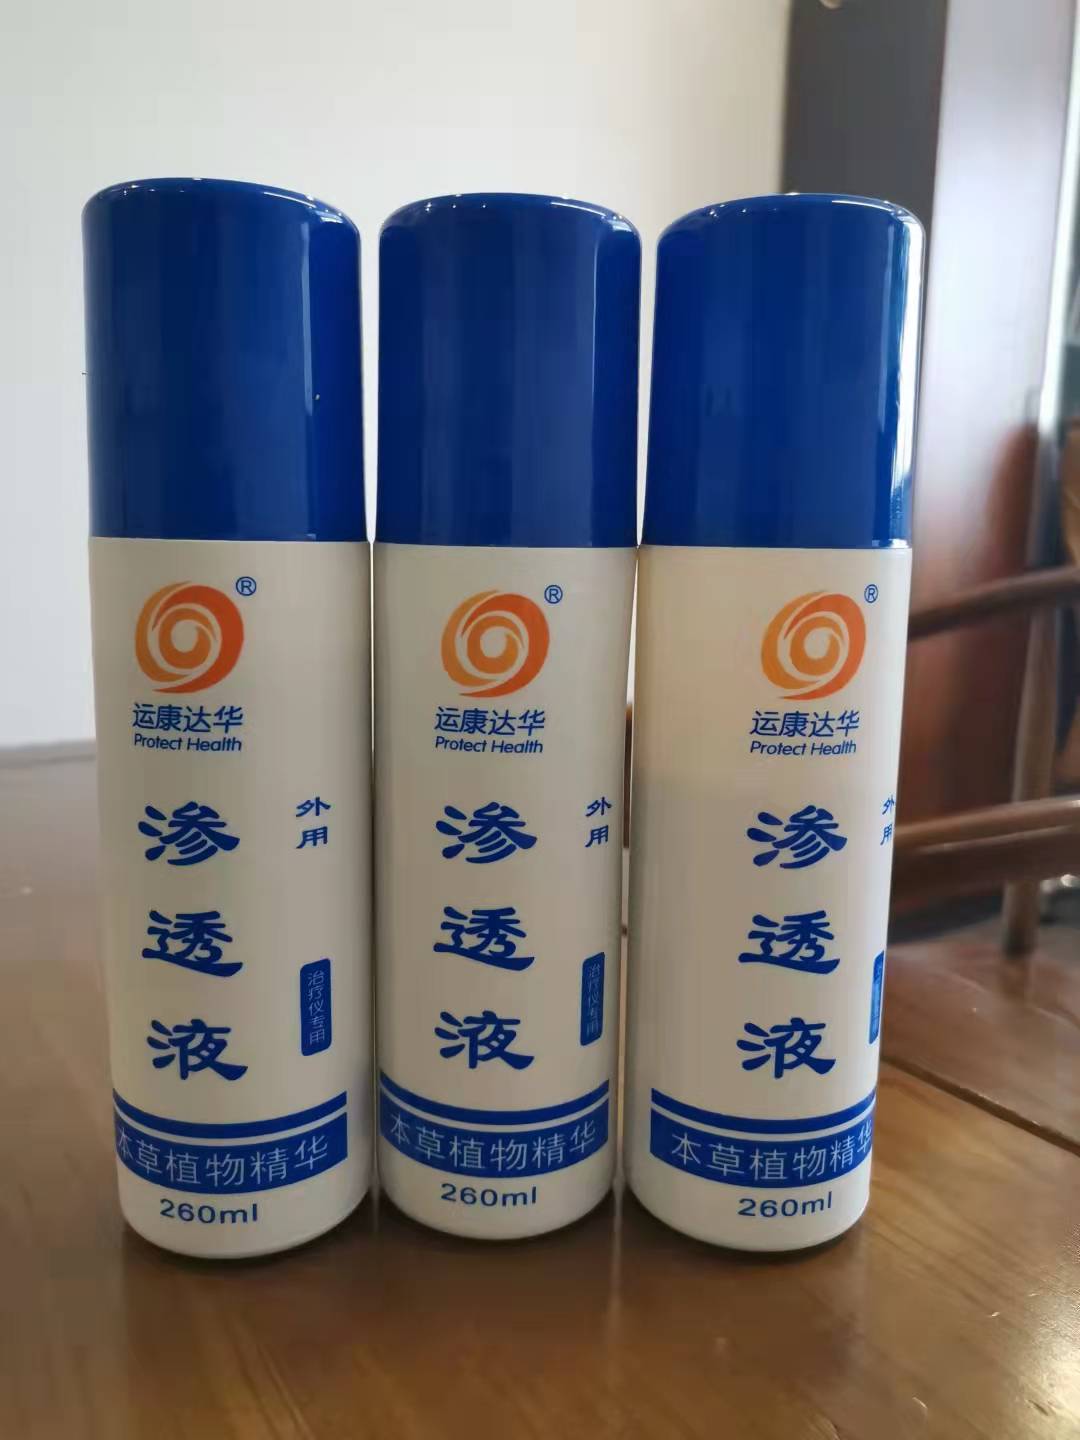 ®
运康达华
Protect Health
渗透液
外用
治疗仪专用
本草植物精华
260ml
®
运康达华
Protect Health
渗透液
外用
治疗仪专用
本草植物精华
260ml
®
运康达华
Protect Health
渗透液
外用
本草植物精华
260ml